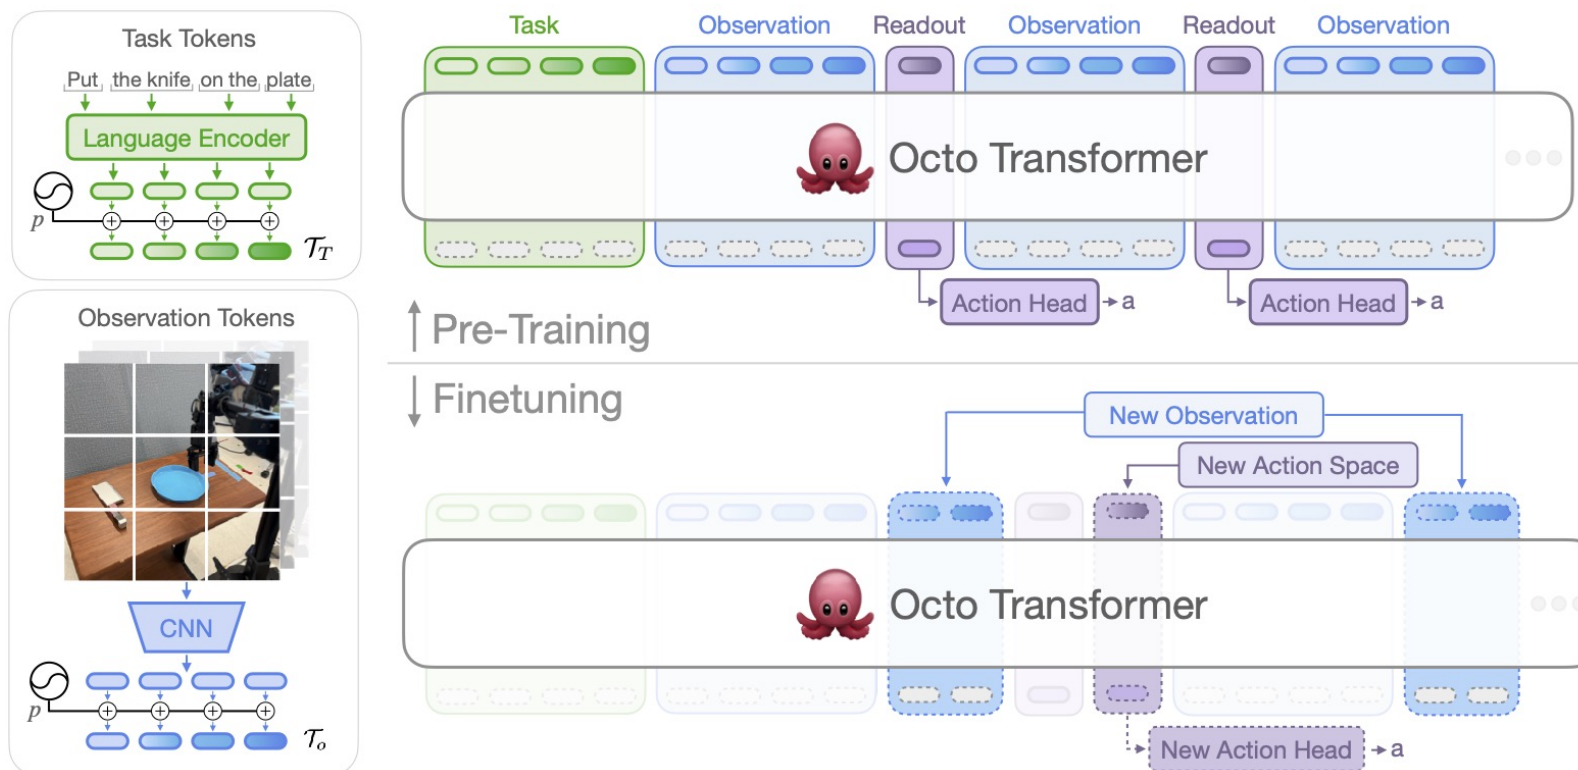 Task Tokens
Put the knife on the plate
Language Encoder
p
𝒯_T
Observation Tokens
CNN
p
𝒯_o
Task Observation Readout Observation Readout Observation
Octo Transformer
Action Head a Action Head a
Pre-Training
Finetuning
New Observation
New Action Space
Octo Transformer
New Action Head a